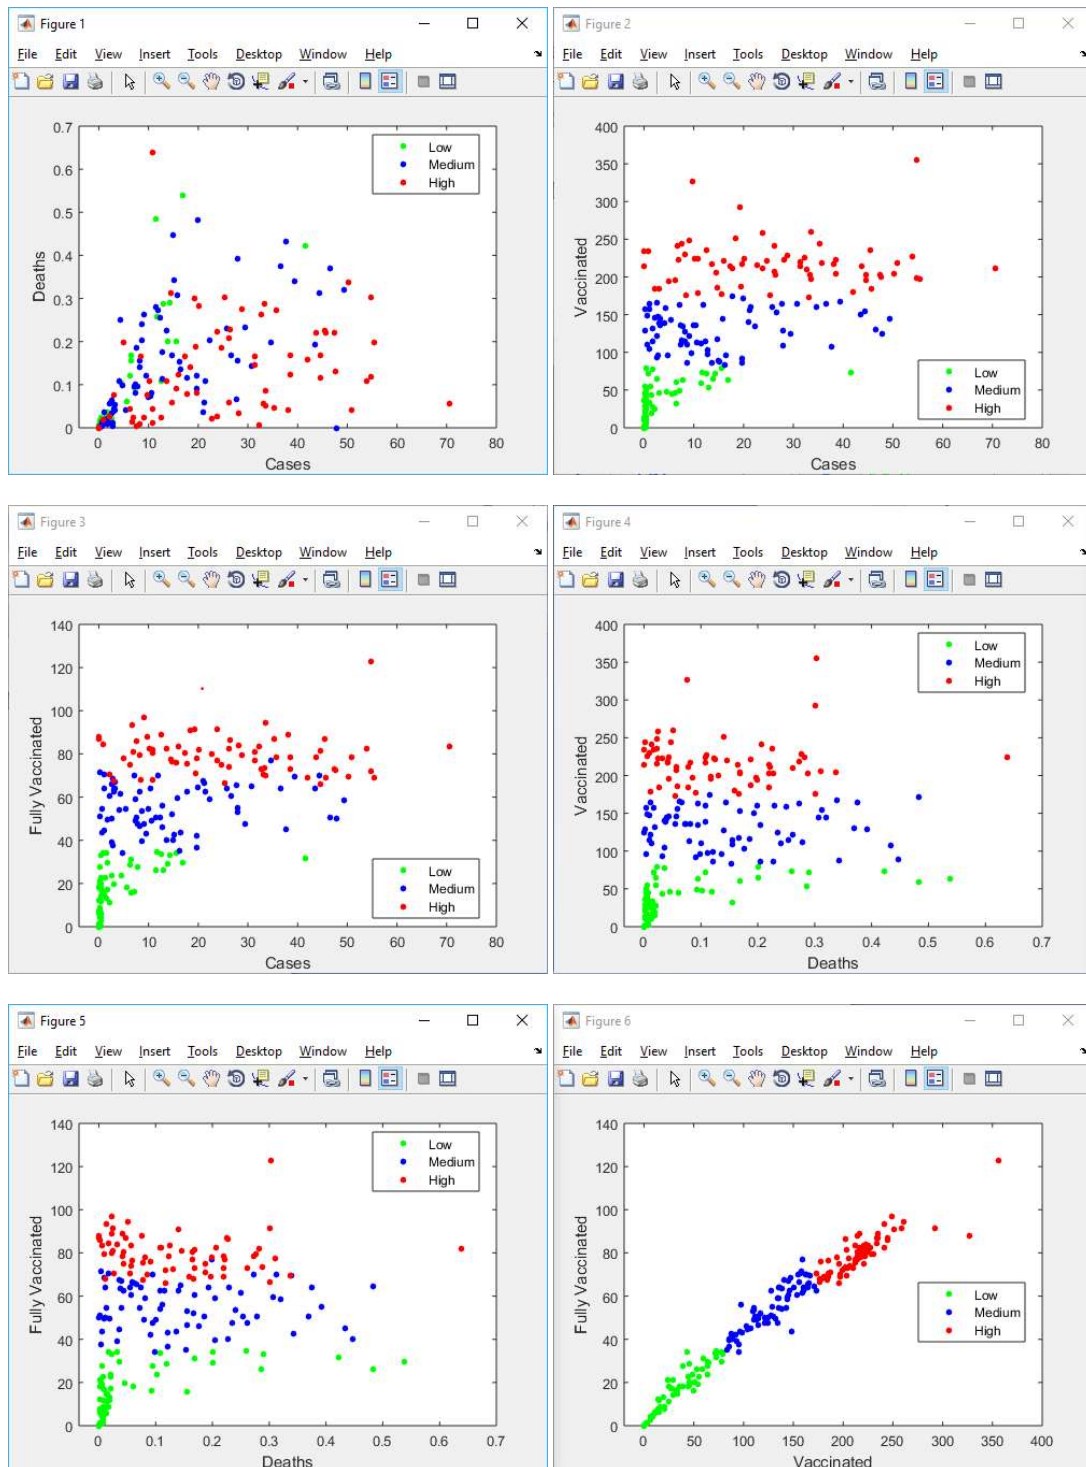 Figure 1
File Edit View Insert Tools Desktop Window Help
0.7
0.6
0.5
0.4
0.3
0.2
0.1
0
Deaths
Low
Medium
High
0 10 20 30 40 50 60 70 80
Cases
Figure 2
File Edit View Insert Tools Desktop Window Help
400
350
300
250
200
150
100
50
0
Vaccinated
Low
Medium
High
0 10 20 30 40 50 60 70 80
Cases
Figure 3
File Edit View Insert Tools Desktop Window Help
140
120
100
80
60
40
20
0
Fully Vaccinated
Low
Medium
High
0 10 20 30 40 50 60 70 80
Cases
Figure 4
File Edit View Insert Tools Desktop Window Help
400
350
300
250
200
150
100
50
0
Vaccinated
Low
Medium
High
0 0.1 0.2 0.3 0.4 0.5 0.6 0.7
Deaths
Figure 5
File Edit View Insert Tools Desktop Window Help
140
120
100
80
60
40
20
0
Fully Vaccinated
Low
Medium
High
0 0.1 0.2 0.3 0.4 0.5 0.6 0.7
Deaths
Figure 6
File Edit View Insert Tools Desktop Window Help
140
120
100
80
60
40
20
0
Fully Vaccinated
Low
Medium
High
0 50 100 150 200 250 300 350 400
Vaccinated